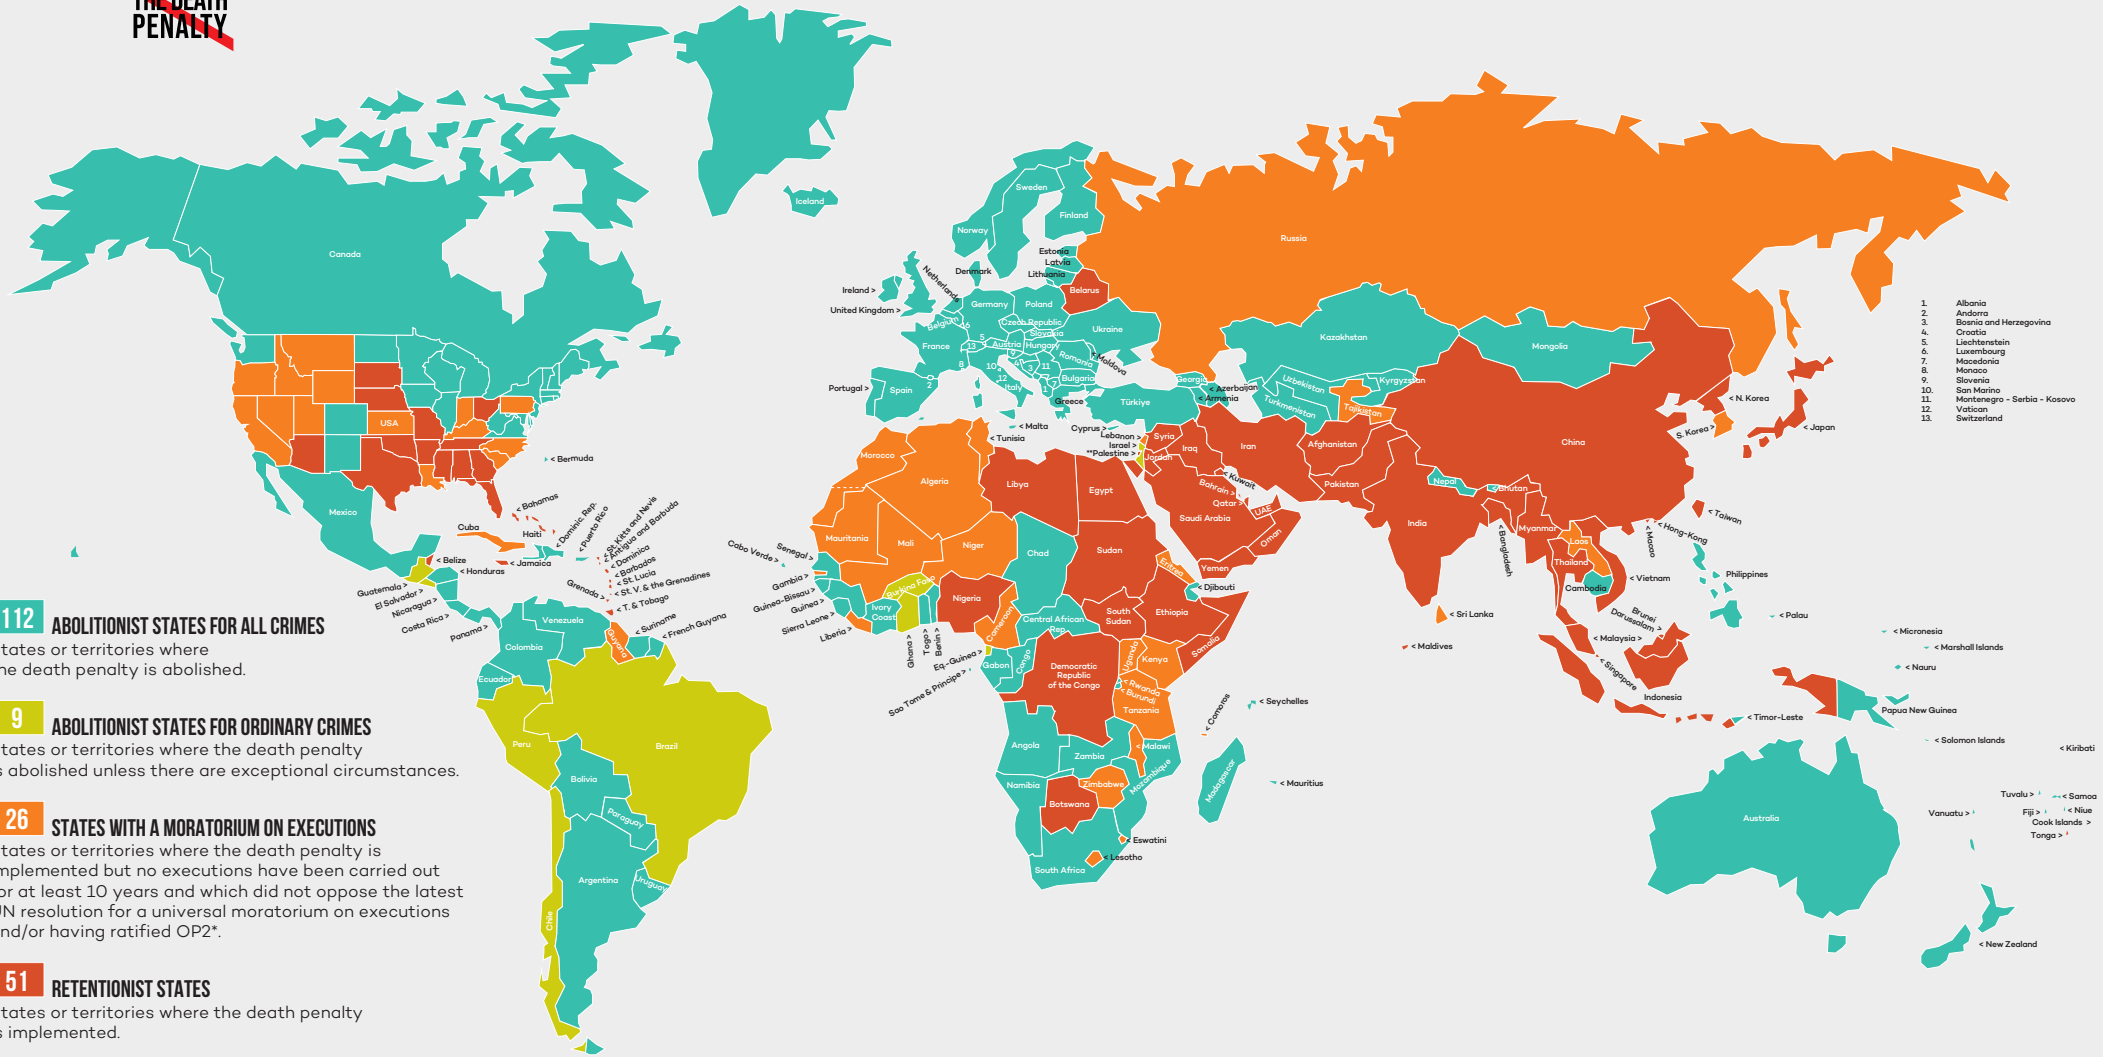 THE DEATH
PENALTY
Canada
Iceland
Sweden
Finland
Norway
Estonia
Latvia
Lithuania
Denmark
Netherlands
Ireland >
United Kingdom >
Belarus
Germany
Poland
Belgium
6
Czech Republic
Slovakia
Ukraine
France
5
13
Austria
Hungary
9
4
8
10
3
11
Romania
< Moldova
Portugal >
Spain
2
12
Italy
1
7
Bulgaria
Greece
Georgia
< Azerbaijan
< Armenia
Türkiye
Russia
Kazakhstan
Mongolia
Uzbekistan
Kyrgyzstan
Turkmenistan
Tajikistan
USA
< Bermuda
< Malta
< Tunisia
Cyprus >
Lebanon >
Israel >
**Palestine >
Syria
Jordan
Iraq
Iran
Afghanistan
Pakistan
China
< N. Korea
S. Korea >
< Japan
Morocco
Algeria
Libya
Egypt
< Kuwait
Bahrain >
Qatar >
UAE
Saudi Arabia
Oman
Yemen
Nepal
< Bhutan
India
< Bangladesh
Myanmar
Laos
Thailand
Cambodia
< Vietnam
< Macao
< Hong-Kong
< Taiwan
Philippines
Mexico
< Bahamas
Cuba
Haiti
< Dominic. Rep.
< Puerto Rico
< St. Kitts and Nevis
< Antigua and Barbuda
< Dominica
< Barbados
< St. Lucia
< St. V. & the Grenadines
Grenada >
< T. & Tobago
< Belize
< Jamaica
< Honduras
Guatemala >
El Salvador >
Nicaragua >
Costa Rica >
Panama >
Venezuela
Guyana
< Suriname
< French Guyana
Colombia
Ecuador
Peru
Brazil
Bolivia
Paraguay
Argentina
Uruguay
Chile
Mauritania
Mali
Niger
Chad
Sudan
Eritrea
< Djibouti
Cabo Verde >
Senegal >
Gambia >
Guinea-Bissau >
Guinea >
Sierra Leone >
Liberia >
Burkina Faso
Ivory
Coast
Ghana >
Togo >
Benin >
Nigeria
Cameroon
Central African
Rep.
South
Sudan
Ethiopia
Somalia
Eq-Guinea >
Sao Tome & Principe >
Gabon
Congo
Democratic
Republic
of the Congo
Uganda
Kenya
< Rwanda
< Burundi
Tanzania
< Comoros
< Seychelles
Angola
Zambia
< Malawi
Mozambique
Madagascar
< Mauritius
Namibia
Zimbabwe
Botswana
< Eswatini
< Lesotho
South Africa
< Sri Lanka
< Maldives
Brunei
Darussalam >
< Malaysia >
< Singapore
Indonesia
< Timor-Leste
< Palau
< Micronesia
< Marshall Islands
< Nauru
Papua New Guinea
< Solomon Islands
< Kiribati
Tuvalu >
< Samoa
Vanuatu >
Fiji >
< Niue
Cook Islands >
Tonga >
Australia
< New Zealand
1. Albania
2. Andorra
3. Bosnia and Herzegovina
4. Croatia
5. Liechtenstein
6. Luxembourg
7. Macedonia
8. Monaco
9. Slovenia
10. San Marino
11. Montenegro - Serbia - Kosovo
12. Vatican
13. Switzerland
112 ABOLITIONIST STATES FOR ALL CRIMES
tates or territories where
he death penalty is abolished.
9 ABOLITIONIST STATES FOR ORDINARY CRIMES
tates or territories where the death penalty
s abolished unless there are exceptional circumstances.
26 STATES WITH A MORATORIUM ON EXECUTIONS
tates or territories where the death penalty is
mplemented but no executions have been carried out
or at least 10 years and which did not oppose the latest
UN resolution for a universal moratorium on executions
nd/or having ratified OP2*.
51 RETENTIONIST STATES
tates or territories where the death penalty
s implemented.